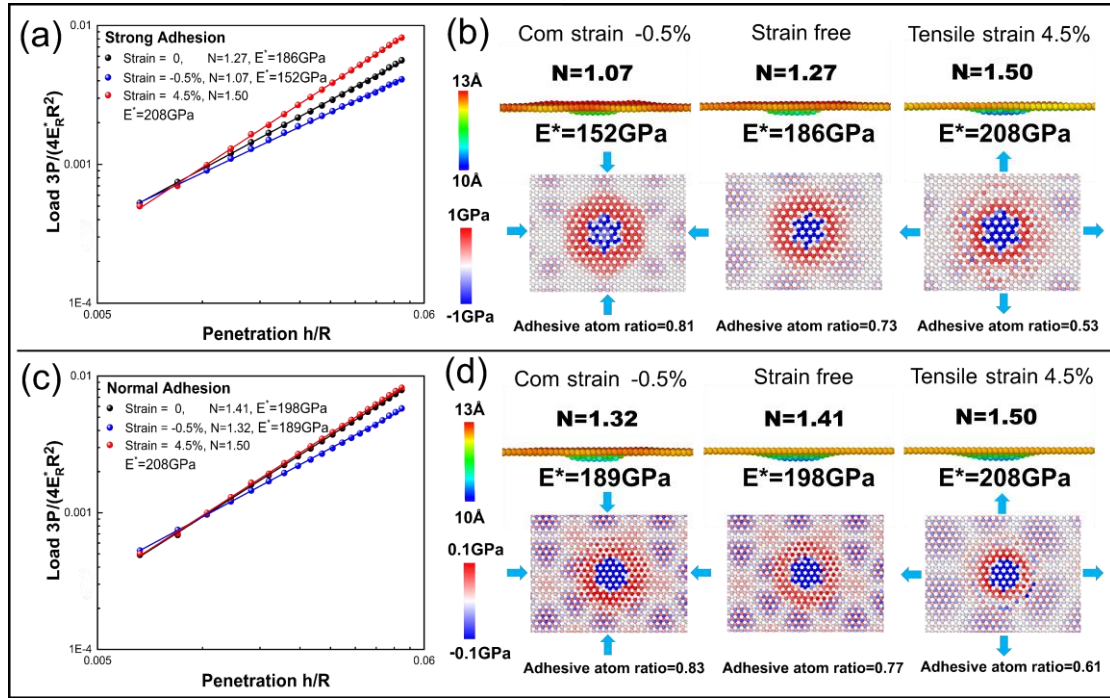 (a)
0.01
0.001
1E-4
Load 3P/(4E*RR²)
Strong Adhesion
Strain = 0, N=1.27, E*=186GPa
Strain = -0.5%, N=1.07, E*=152GPa
Strain = 4.5%, N=1.50
E*=208GPa
0.005
0.06
Penetration h/R
(b)
Com strain -0.5%
Strain free
Tensile strain 4.5%
N=1.07
N=1.27
N=1.50
13Å
10Å
E*=152GPa
E*=186GPa
E*=208GPa
1GPa
-1GPa
Adhesive atom ratio=0.81
Adhesive atom ratio=0.73
Adhesive atom ratio=0.53
(c)
0.01
0.001
1E-4
Load 3P/(4E*RR²)
Normal Adhesion
Strain = 0, N=1.41, E*=198GPa
Strain = -0.5%, N=1.32, E*=189GPa
Strain = 4.5%, N=1.50
E*=208GPa
0.005
0.06
Penetration h/R
(d)
Com strain -0.5%
Strain free
Tensile strain 4.5%
N=1.32
N=1.41
N=1.50
13Å
10Å
E*=189GPa
E*=198GPa
E*=208GPa
0.1GPa
-0.1GPa
Adhesive atom ratio=0.83
Adhesive atom ratio=0.77
Adhesive atom ratio=0.61